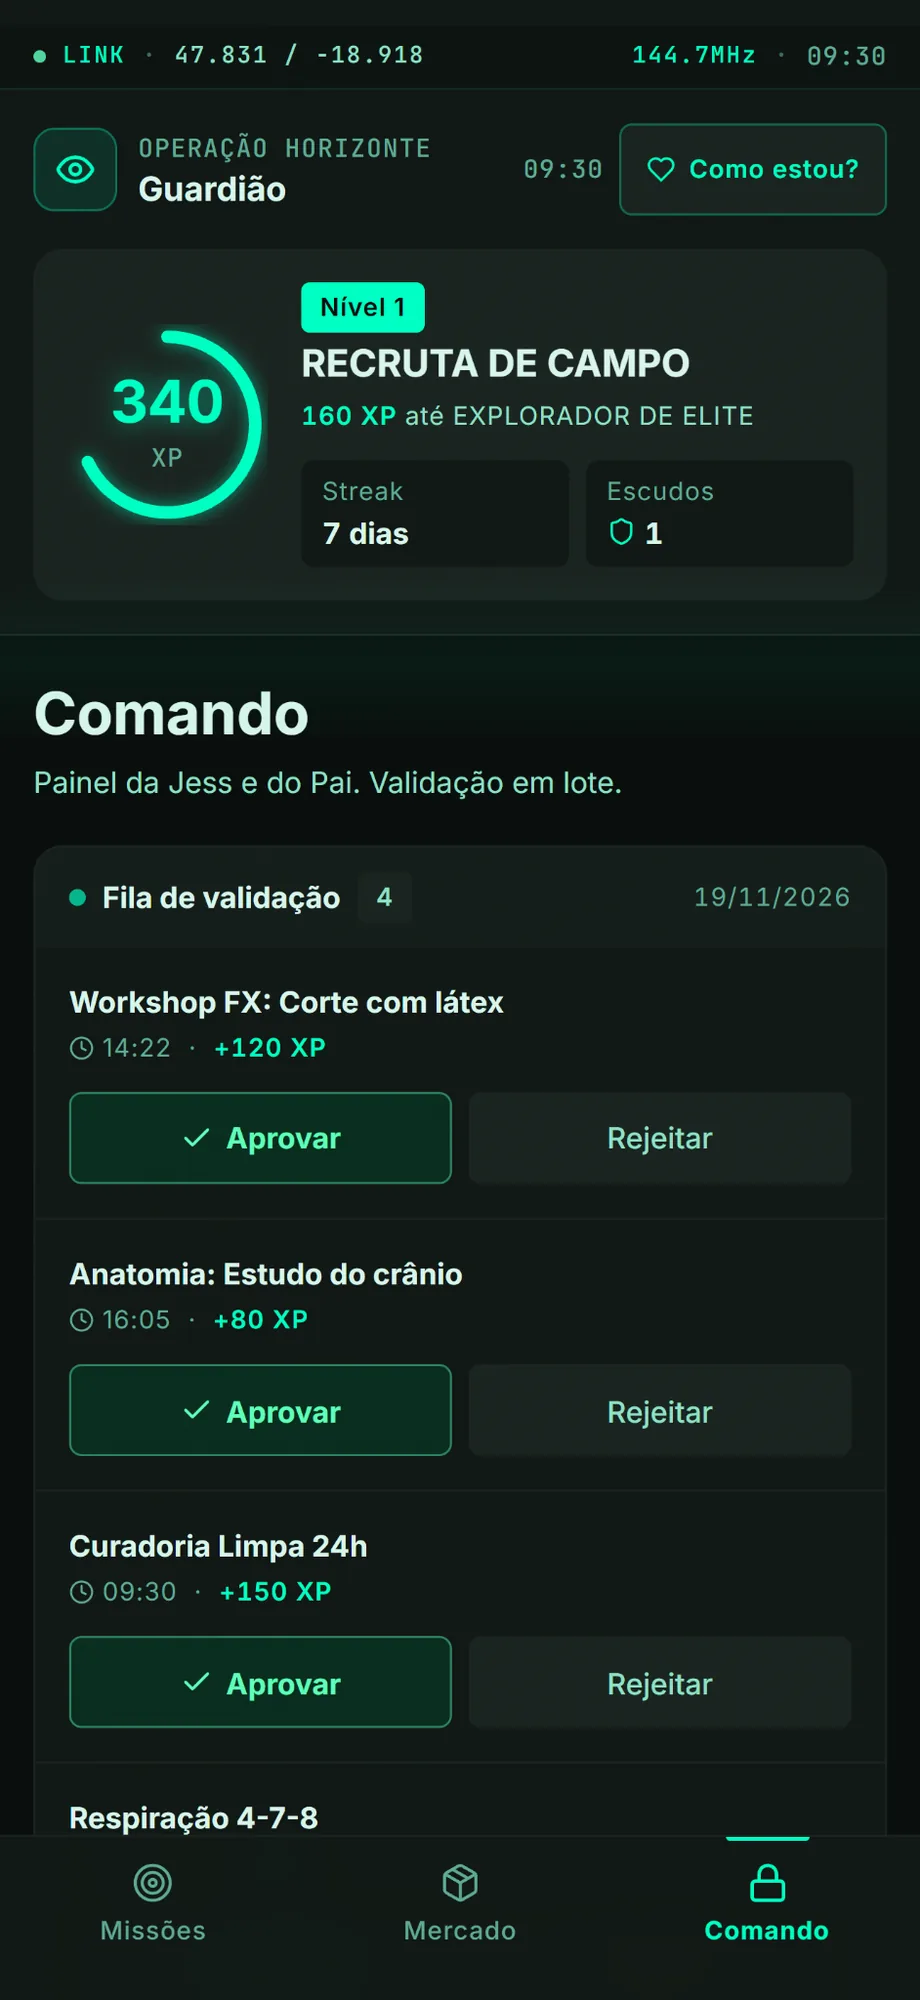 LINK · 47.831 / -18.918
144.7MHz · 09:30
OPERAÇÃO HORIZONTE
Guardião
09:30
Como estou?
340
XP
Nível 1
RECRUTA DE CAMPO
160 XP até EXPLORADOR DE ELITE
Streak
7 dias
Escudos
1
Comando
Painel da Jess e do Pai. Validação em lote.
Fila de validação 4
19/11/2026
Workshop FX: Corte com látex
14:22 · +120 XP
Aprovar
Rejeitar
Anatomia: Estudo do crânio
16:05 · +80 XP
Aprovar
Rejeitar
Curadoria Limpa 24h
09:30 · +150 XP
Aprovar
Rejeitar
Respiração 4-7-8
Missões
Mercado
Comando